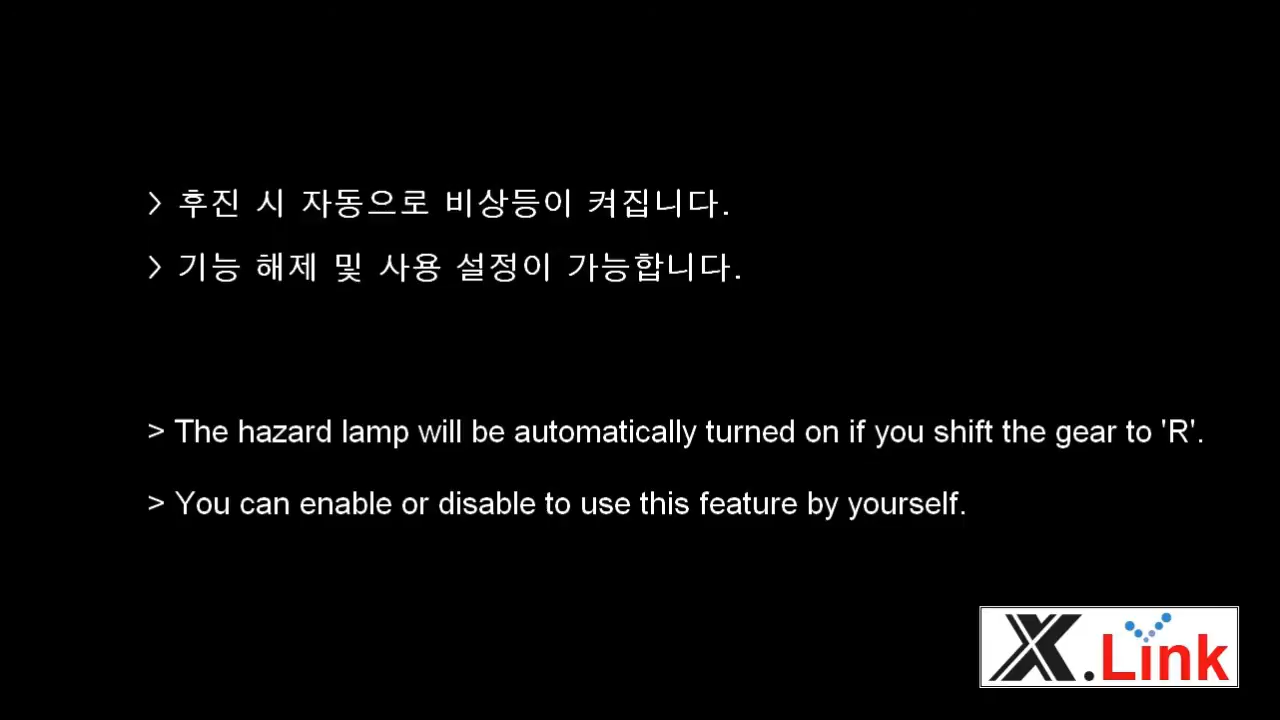 > 후진 시 자동으로 비상등이 켜집니다.
> 기능 해제 및 사용 설정이 가능합니다.
> The hazard lamp will be automatically turned on if you shift the gear to 'R'.
> You can enable or disable to use this feature by yourself.
X.Link